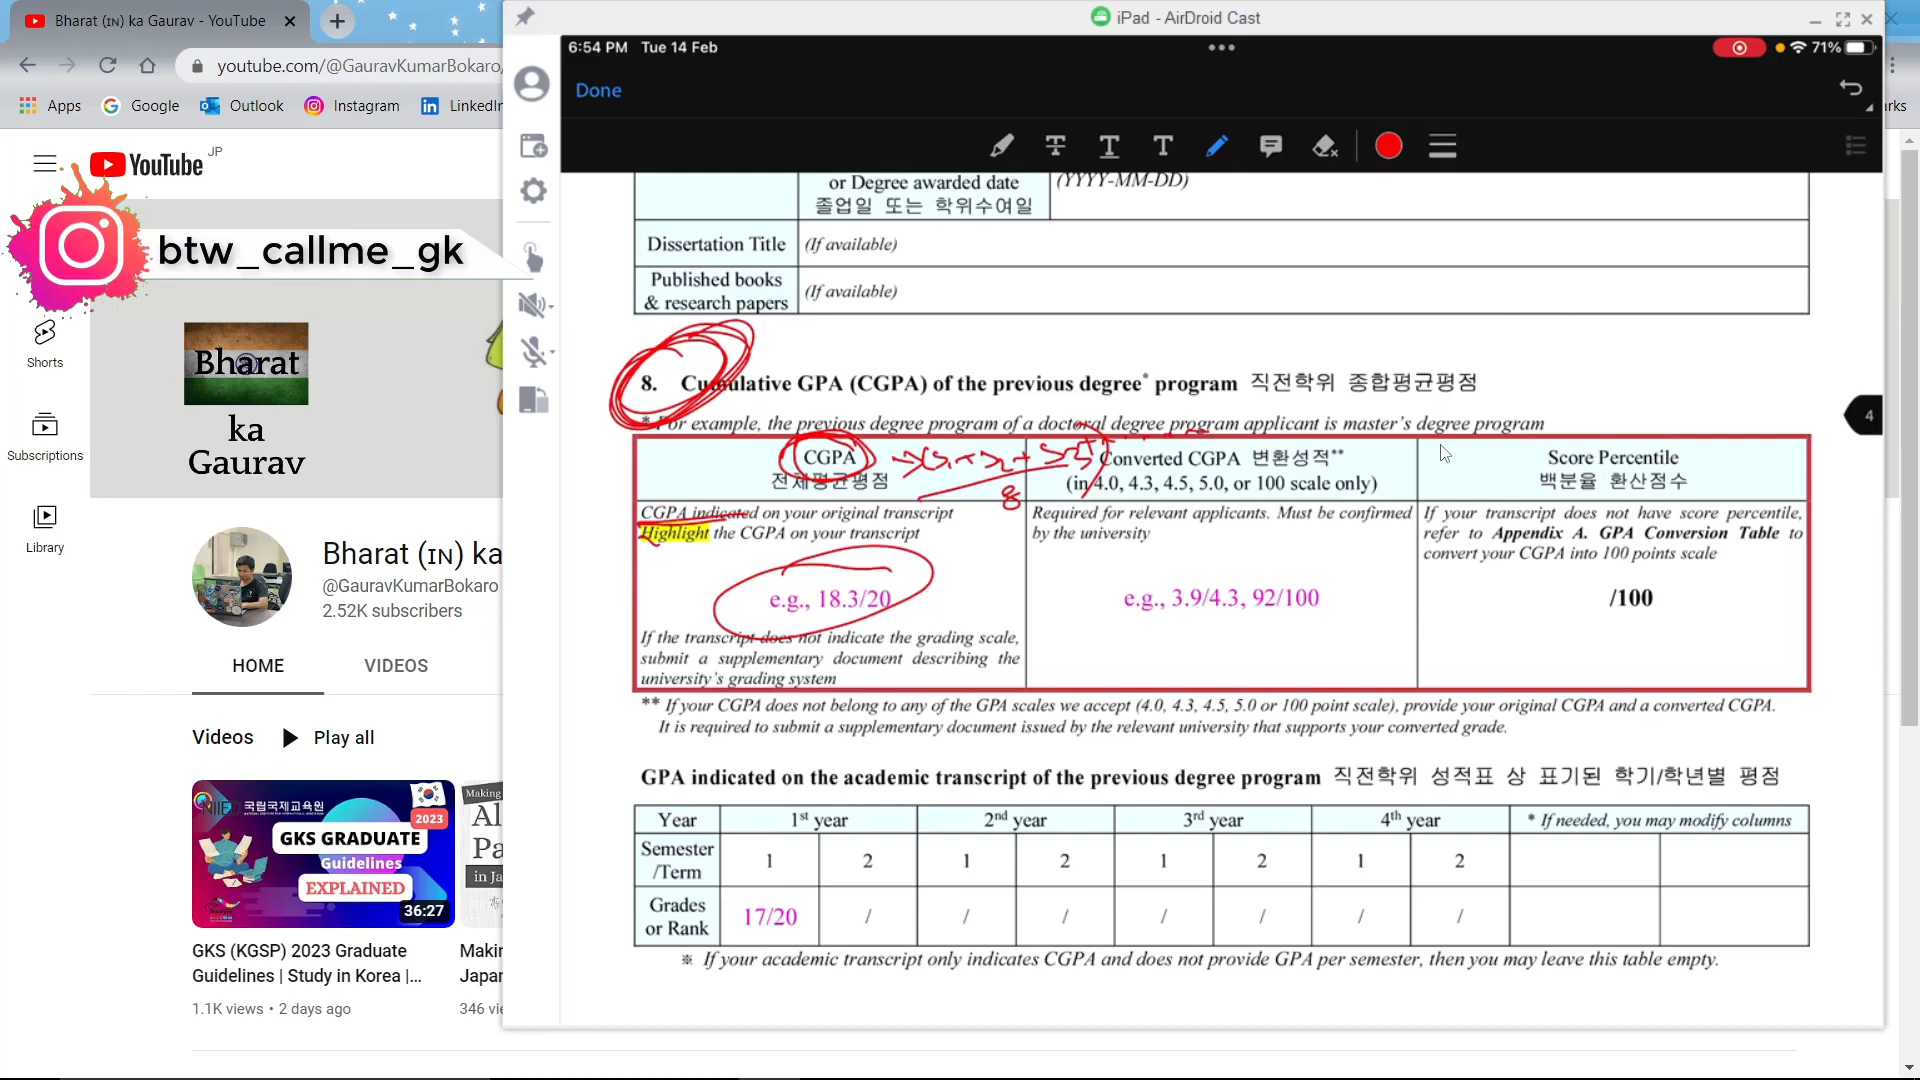 Bharat (IN) ka Gaurav - YouTube
iPad - AirDroid Cast
youtube.com/@GauravKumarBokaro
Apps
Google
Outlook
Instagram
6:54 PM Tue 14 Feb
71%
Done
YouTube JP
btw_callme_gk
Shorts
Subscriptions
Library
Bharat
ka
Gaurav
Bharat (IN) ka
@GauravKumarBokaro
2.52K subscribers
HOME
VIDEOS
Videos
Play all
국립국제교육원
2023
GKS GRADUATE
Guidelines
EXPLAINED
36:27
Making
GKS (KGSP) 2023 Graduate
Guidelines | Study in Korea |...
1.1K views • 2 days ago
or Degree awarded date
졸업일 또는 학위수여일
(YYYY-MM-DD)
Dissertation Title
(If available)
Published books
& research papers
(If available)
8. Cumulative GPA (CGPA) of the previous degree* program 직전학위 종합평균평점
* For example, the previous degree program of a doctoral degree program applicant is master's degree program
4
CGPA
전체평균평점
Converted CGPA 변환성적**
(in 4.0, 4.3, 4.5, 5.0, or 100 scale only)
Score Percentile
백분율 환산점수
8
CGPA indicated on your original transcript
Highlight the CGPA on your transcript
e.g., 18.3/20
If the transcript does not indicate the grading scale,
submit a supplementary document describing the
university's grading system
Required for relevant applicants. Must be confirmed
by the university
e.g., 3.9/4.3, 92/100
If your transcript does not have score percentile,
refer to Appendix A. GPA Conversion Table to
convert your CGPA into 100 points scale
/100
** If your CGPA does not belong to any of the GPA scales we accept (4.0, 4.3, 4.5, 5.0 or 100 point scale), provide your original CGPA and a converted CGPA.
It is required to submit a supplementary document issued by the relevant university that supports your converted grade.
GPA indicated on the academic transcript of the previous degree program 직전학위 성적표 상 표기된 학기/학년별 평점
Year 1st year 2nd year 3rd year 4th year * If needed, you may modify columns
Semester
/Term
1 2 1 2 1 2 1 2
Grades
or Rank
17/20 / / / / / / /
※ If your academic transcript only indicates CGPA and does not provide GPA per semester, then you may leave this table empty.